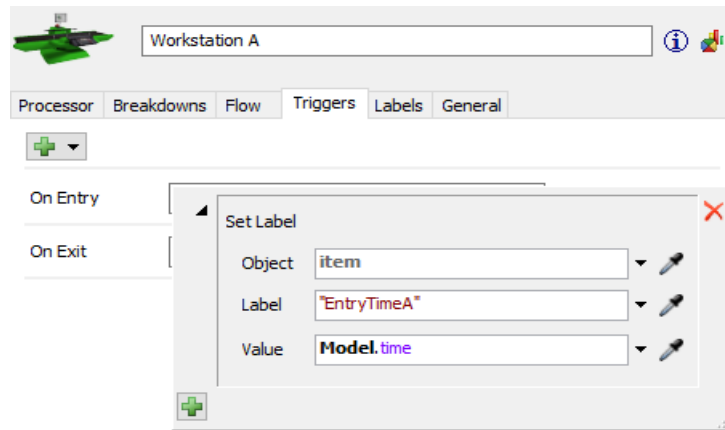 Workstation A
Processor Breakdowns Flow Triggers Labels General
On Entry
Set Label
On Exit
Object item
Label "EntryTimeA"
Value Model.time